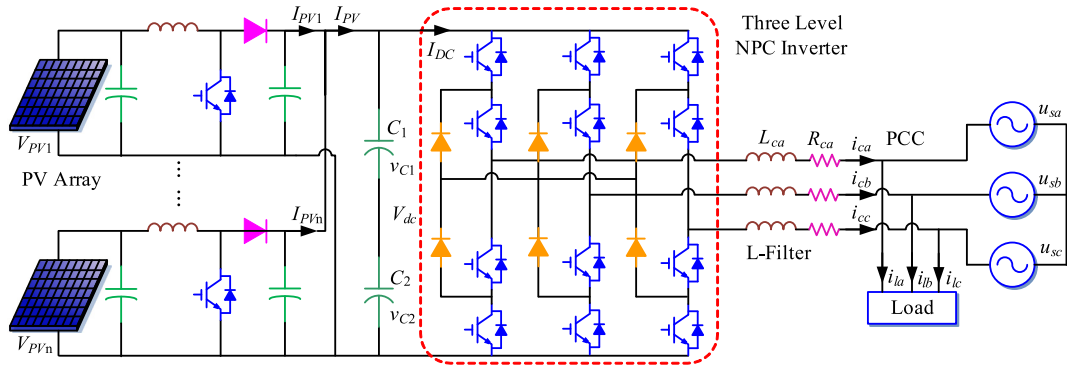 I_PV1
I_PV
I_DC
Three Level
NPC Inverter
V_PV1
PV Array
C_1
v_C1
V_dc
L_ca
R_ca
i_ca
PCC
u_sa
i_cb
u_sb
i_cc
u_sc
L-Filter
I_PVn
C_2
v_C2
i_la
i_lb
i_lc
Load
V_PVn